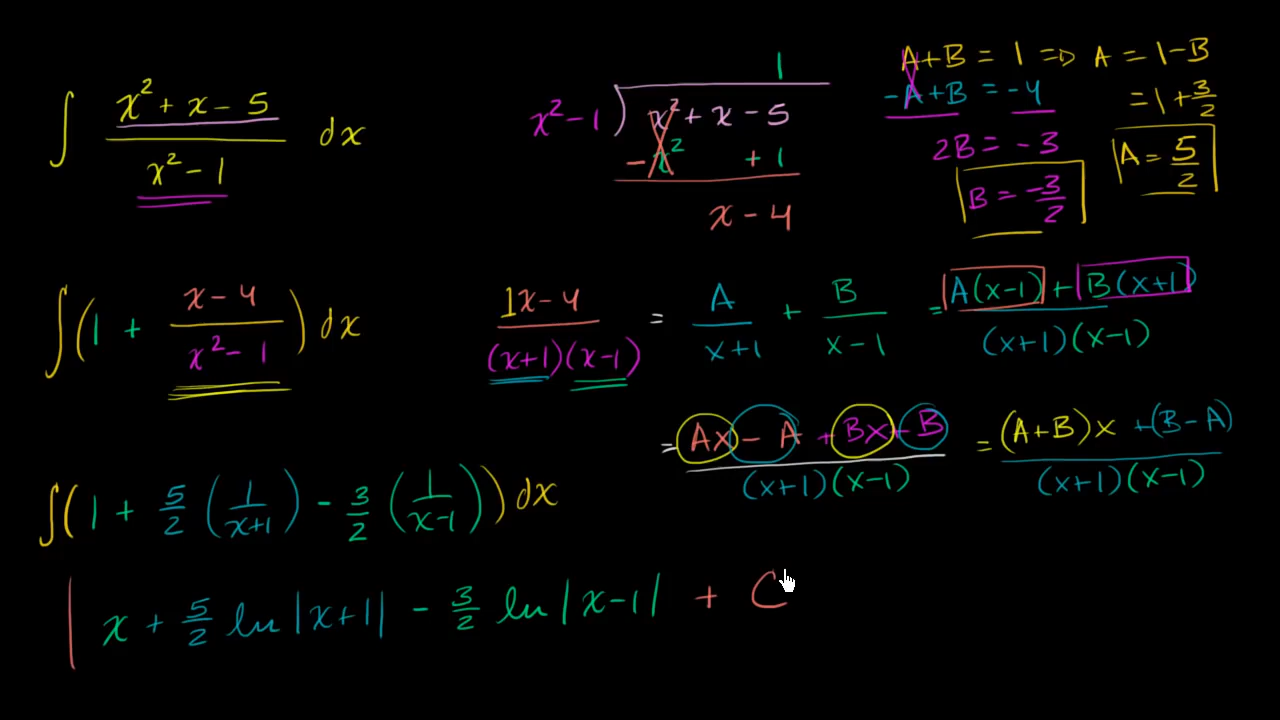 ∫ (x² + x - 5)/(x² - 1) dx
1
x² - 1 ) x² + x - 5
- x² + 1
x - 4
A + B = 1 => A = 1 - B
-A + B = -4
= 1 + 3/2
2B = -3
A = 5/2
B = -3/2
∫ (1 + (x - 4)/(x² - 1)) dx
(1x - 4)/((x+1)(x-1)) = A/(x+1) + B/(x-1) = (A(x-1) + B(x+1))/((x+1)(x-1))
= (Ax - A + Bx + B)/((x+1)(x-1)) = ((A+B)x + (B-A))/((x+1)(x-1))
∫ (1 + 5/2 (1/(x+1)) - 3/2 (1/(x-1))) dx
x + 5/2 ln|x+1| - 3/2 ln|x-1| + C